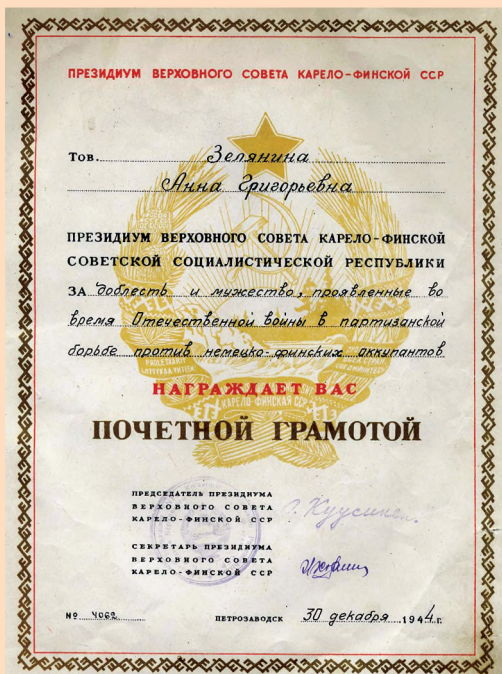 ПРЕЗИДИУМ ВЕРХОВНОГО СОВЕТА КАРЕЛО-ФИНСКОЙ ССР
Тов. Зелянина
Анна Григорьевна
ПРЕЗИДИУМ ВЕРХОВНОГО СОВЕТА КАРЕЛО-ФИНСКОЙ
СОВЕТСКОЙ СОЦИАЛИСТИЧЕСКОЙ РЕСПУБЛИКИ
ЗА доблесть и мужество, проявленные во
время Отечественной войны в партизанской
борьбе против немецко-финских оккупантов
НАГРАЖДАЕТ ВАС
КАРЕЛО-ФИНСКАЯ ССР
ПОЧЕТНОЙ ГРАМОТОЙ
ПРЕДСЕДАТЕЛЬ ПРЕЗИДИУМА
ВЕРХОВНОГО СОВЕТА
КАРЕЛО-ФИНСКОЙ ССР
О. Куусинен
СЕКРЕТАРЬ ПРЕЗИДИУМА
ВЕРХОВНОГО СОВЕТА
КАРЕЛО-ФИНСКОЙ ССР
№ 4062 ПЕТРОЗАВОДСК 30 декабря 1944 г.